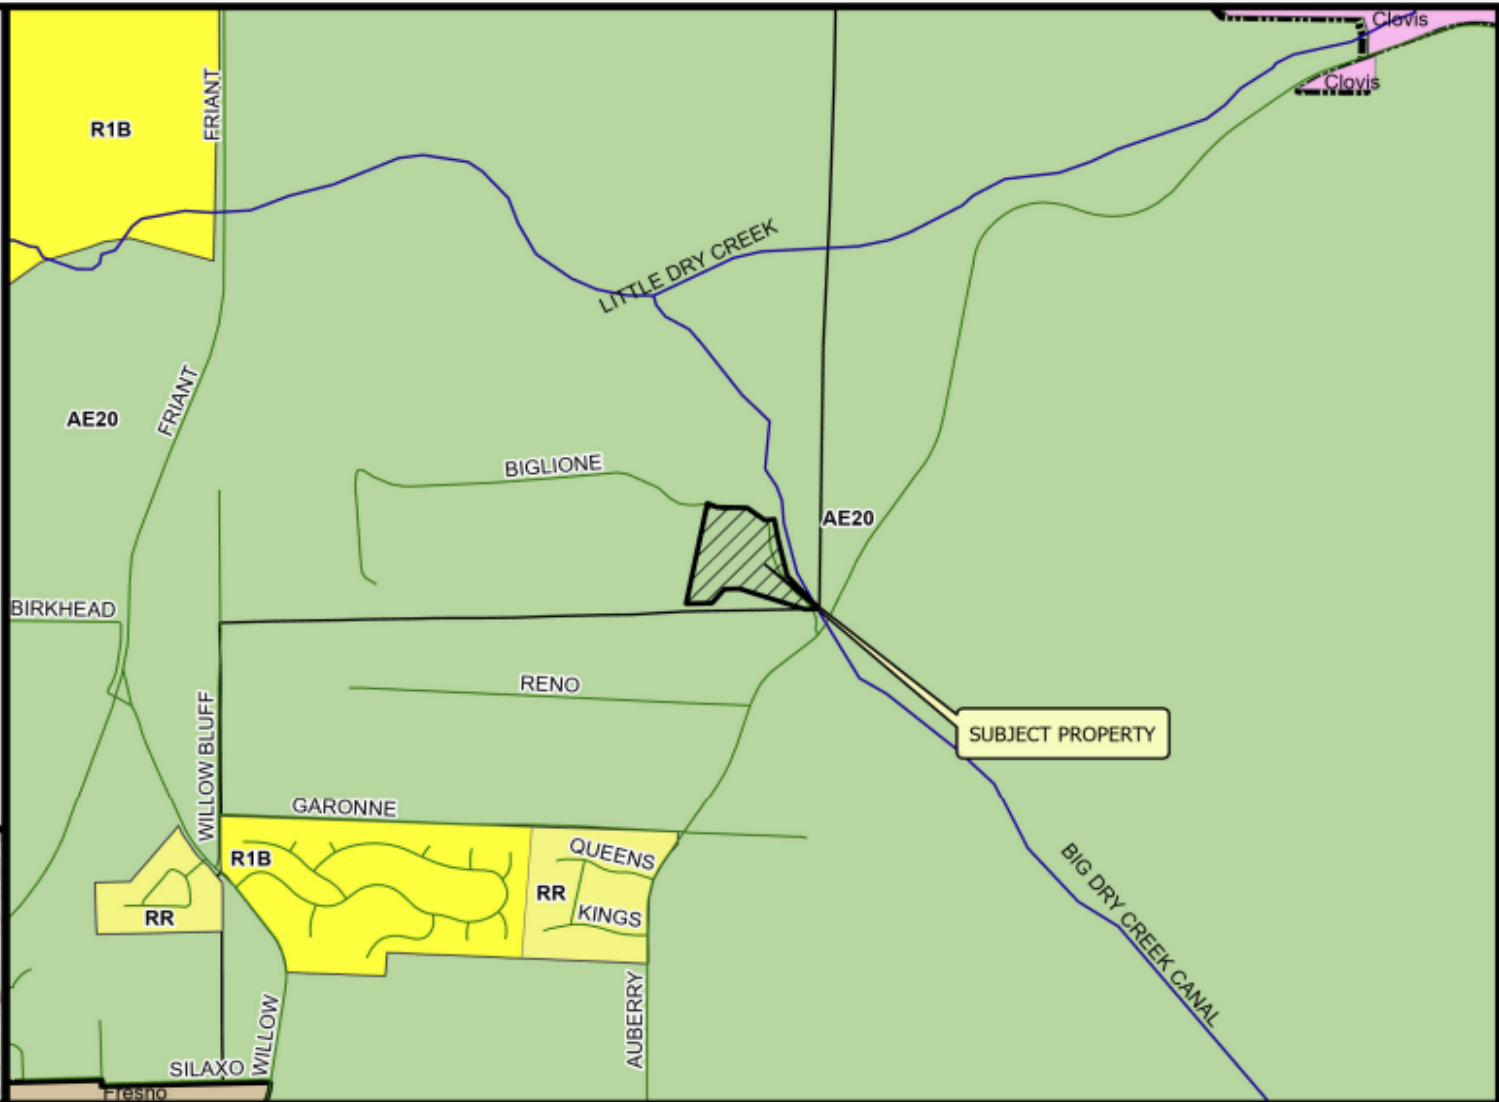 Clovis
Clovis
FRIANT
R1B
LITTLE DRY CREEK
FRIANT
AE20
BIGLIONE
AE20
BIRKHEAD
RENO
WILLOW BLUFF
SUBJECT PROPERTY
GARONNE
R1B
QUEENS
RR
KINGS
RR
BIG DRY CREEK CANAL
AUBERRY
WILLOW
SILAXO
Fresno